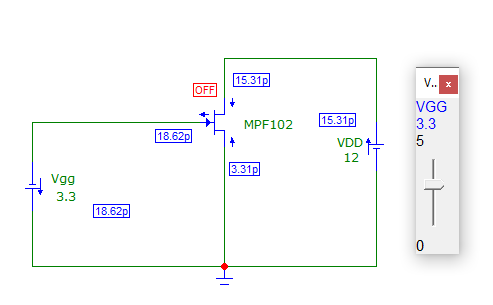 15.31p
OFF
MPF102
18.62p
15.31p
VDD
12
3.31p
Vgg
3.3
18.62p
V..
x
VGG
3.3
5
0